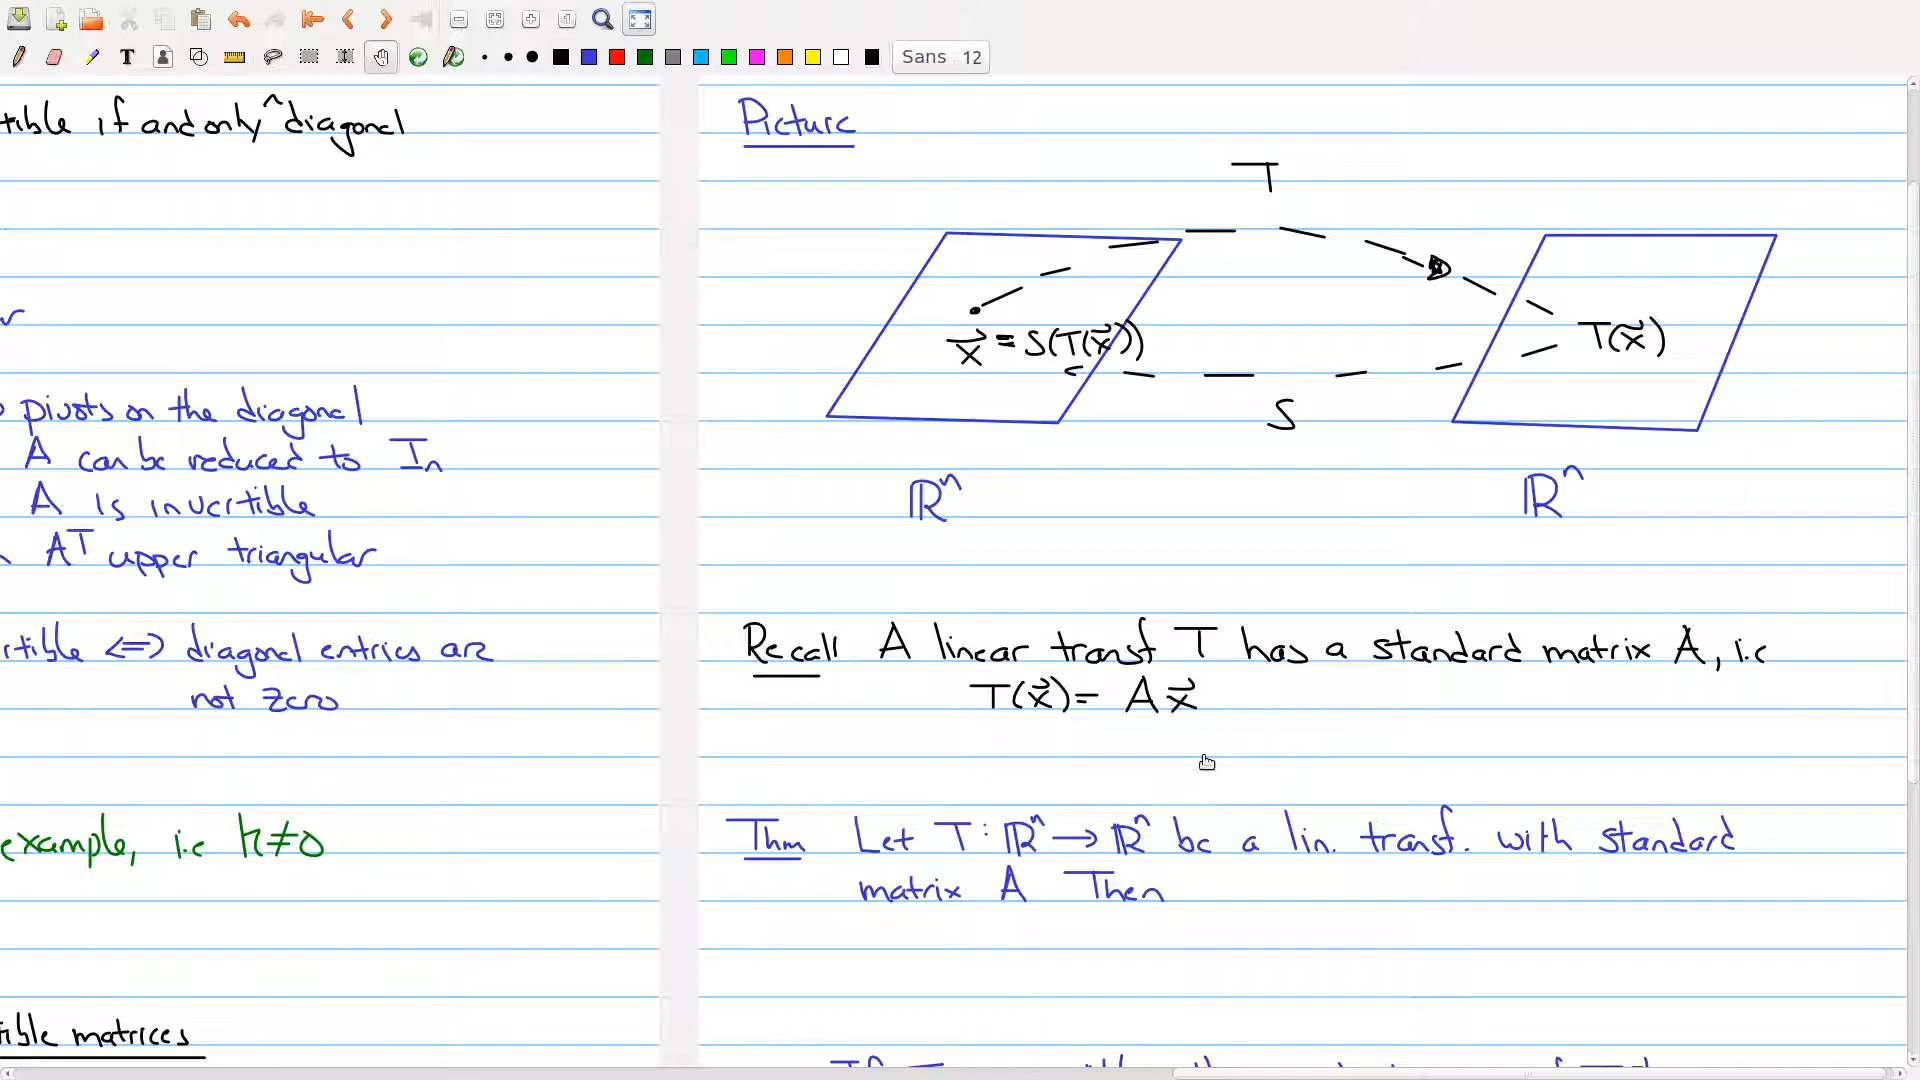 Sans 12
tible if and only ^ diagonal
pivots on the diagonal
A can be reduced to In
A is invertible
Aᵀ upper triangular
rtible <=> diagonal entries are
not zero
example, i.e h≠0
ible matrices
Picture
T
x⃗ = S(T(x⃗))
T(x⃗)
S
ℝⁿ
ℝⁿ
Recall A linear transf T has a standard matrix A, i.e
T(x⃗) = A x⃗
Thm Let T: ℝⁿ → ℝⁿ be a lin. transf. with standard
matrix A Then